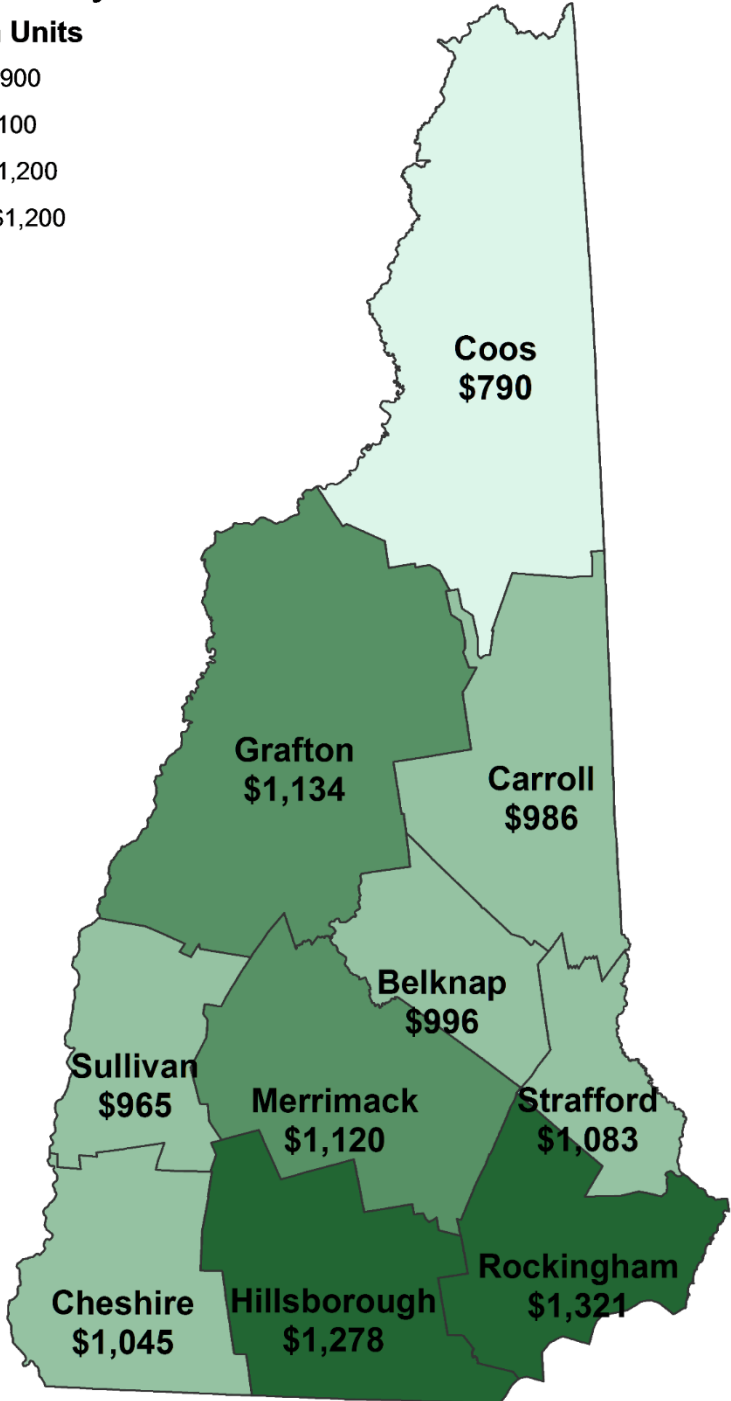 Units
900
100
1,200
$1,200
Coos
$790
Grafton
$1,134
Carroll
$986
Belknap
$996
Sullivan
$965
Merrimack
$1,120
Strafford
$1,083
Rockingham
$1,321
Cheshire
$1,045
Hillsborough
$1,278